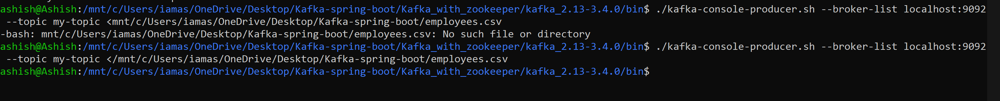 ashish@Ashish:/mnt/c/Users/iamas/OneDrive/Desktop/Kafka-spring-boot/Kafka_with_zookeeper/kafka_2.13-3.4.0/bin$ ./kafka-console-producer.sh --broker-list localhost:9092
 --topic my-topic <mnt/c/Users/iamas/OneDrive/Desktop/Kafka-spring-boot/employees.csv
-bash: mnt/c/Users/iamas/OneDrive/Desktop/Kafka-spring-boot/employees.csv: No such file or directory
ashish@Ashish:/mnt/c/Users/iamas/OneDrive/Desktop/Kafka-spring-boot/Kafka_with_zookeeper/kafka_2.13-3.4.0/bin$ ./kafka-console-producer.sh --broker-list localhost:9092
 --topic my-topic </mnt/c/Users/iamas/OneDrive/Desktop/Kafka-spring-boot/employees.csv
ashish@Ashish:/mnt/c/Users/iamas/OneDrive/Desktop/Kafka-spring-boot/Kafka_with_zookeeper/kafka_2.13-3.4.0/bin$